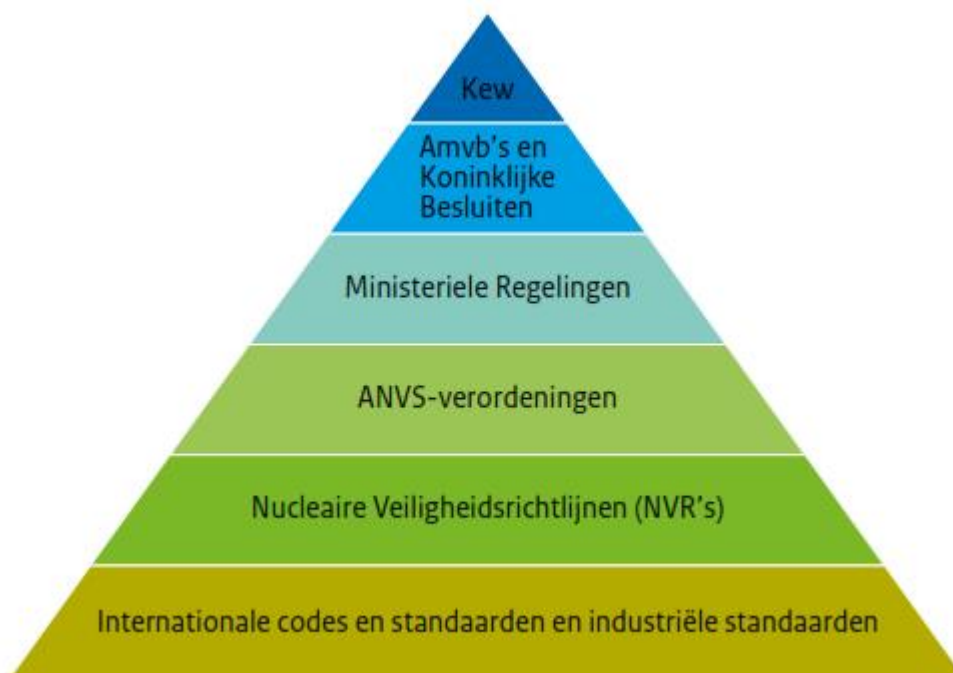 Kew
Amvb's en
Koninklijke
Besluiten
Ministeriele Regelingen
ANVS-verordeningen
Nucleaire Veiligheidsrichtlijnen (NVR's)
Internationale codes en standaarden en industriële standaarden